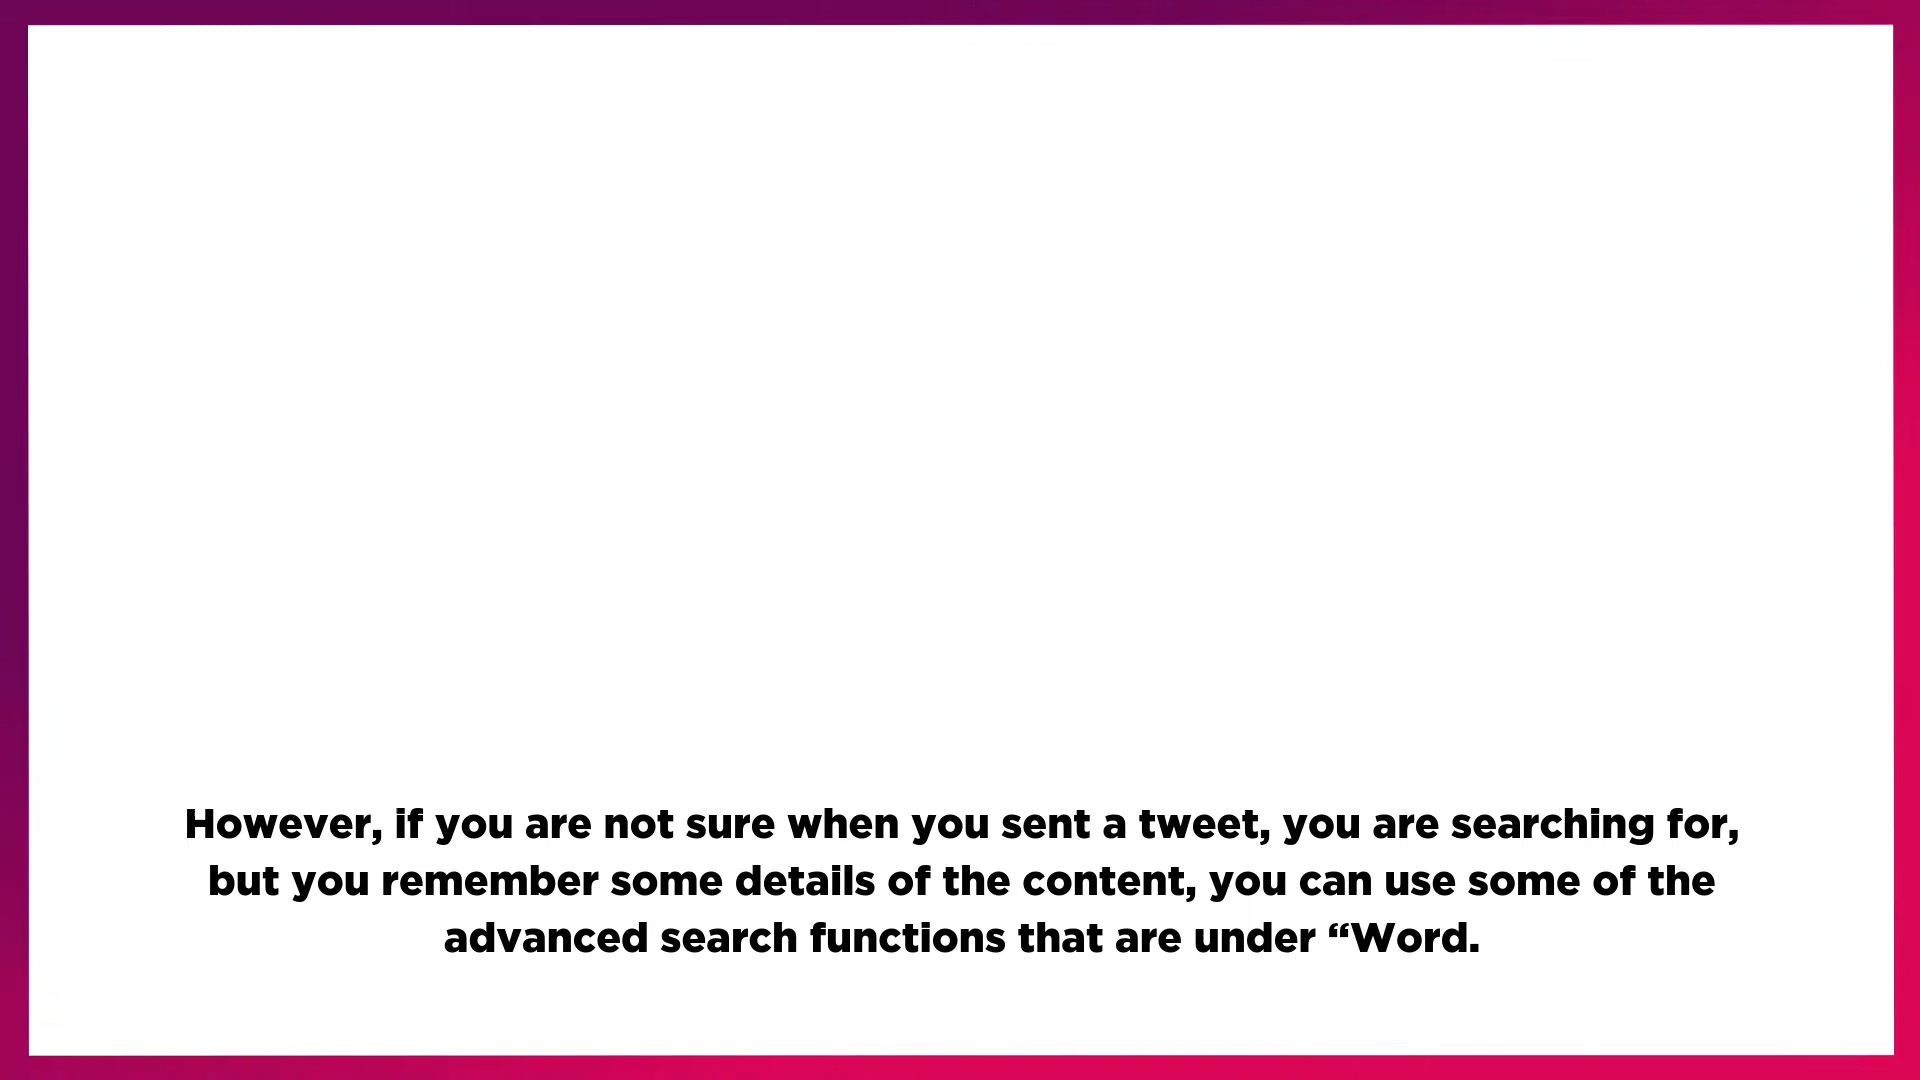 However, if you are not sure when you sent a tweet, you are searching for,
but you remember some details of the content, you can use some of the
advanced search functions that are under “Word.